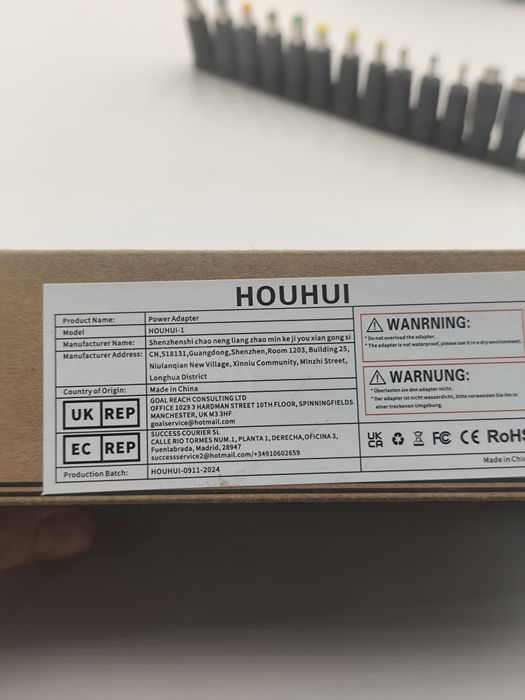 HOUHUI
Product Name: Power Adapter
Model HOUHUI-1
Manufacturer Name: Shenzhenshi chao neng liang zhao min ke ji you xian gong si
Manufacturer Address: CN,518131,Guangdong,Shenzhen,Room 1203, Building 25,
Niulanqian New Village, Xinniu Community, Minzhi Street,
Longhua District
Country of Origin: Made in China
UK REP
GOAL REACH CONSULTING LTD
OFFICE 1029 3 HARDMAN STREET 10TH FLOOR, SPINNINGFIELDS
MANCHESTER, UK M3 3HF
goalservice@hotmail.com
EC REP
SUCCESS COURIER SL
CALLE RIO TORMES NUM.1, PLANTA 1, DERECHA,OFICINA 3,
Fuenlabrada, Madrid, 28947
successservice2@hotmail.com/+34910602659
Production Batch: HOUHUI-0911-2024
WANRNING:
* Do not overload the adapter.
* The adapter is not waterproof, please use it in a dry environment.
WARNUNG:
* Überlasten sie den adapter nicht.
* Der adapter ist nicht wasserdicht, bitte verwenden Sie ihn in
einer trockenen Umgebung.
UK CA FC CE RoHS
Made in China